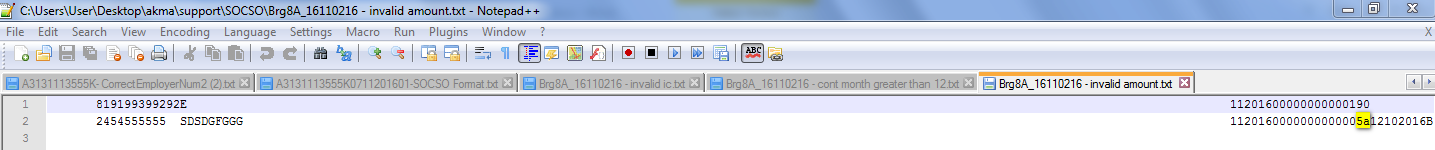 C:\Users\User\Desktop\akma\support\SOCSO\Brg8A_16110216 - invalid amount.txt - Notepad++
File Edit Search View Encoding Language Settings Macro Run Plugins Window ? X
ABC
A3131113555K- CorrectEmployerNum2 (2).txt A3131113555K0711201601-SOCSO Format.txt Brg8A_16110216 - invalid ic.txt Brg8A_16110216 - cont month greater than 12.txt Brg8A_16110216 - invalid amount.txt
1 819199399292E 11201600000000000190
2 2454555555 SDSDGFGGG 1120160000000000005a12102016B
3